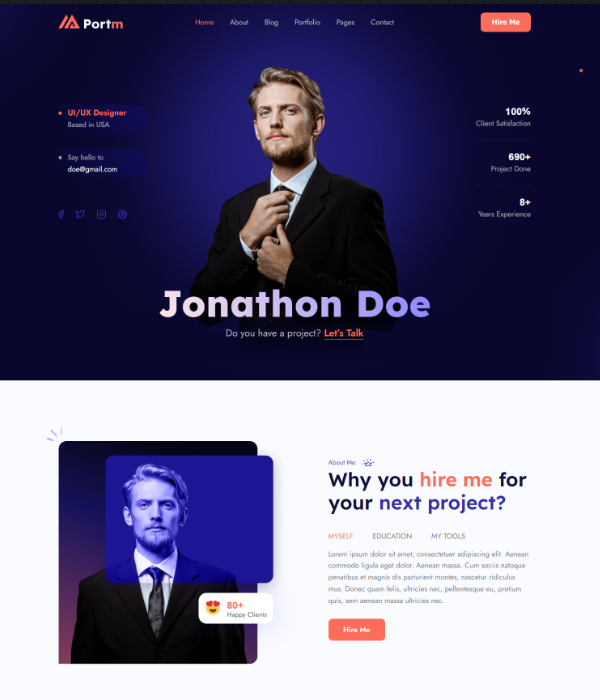 Portm
Home About Blog Portfolio Pages Contact
Hire Me
UI/UX Designer
Based in USA
Say hello to
doe@gmail.com
100%
Client Satisfaction
690+
Project Done
8+
Years Experience
Jonathon Doe
Do you have a project? Let's Talk
About Me
Why you hire me for
your next project?
MYSELF EDUCATION MY TOOLS
Lorem ipsum dolor sit amet, consectetuer adipiscing elit. Aenean
commodo ligula eget dolor. Aenean massa. Cum sociis natoque
penatibus et magnis dis parturient montes, nascetur ridiculus
mus. Donec quam felis, ultricies nec, pellentesque eu, pretium
quis, sem aenean massa ultricies nec.
Hire Me
80+
Happy Clients